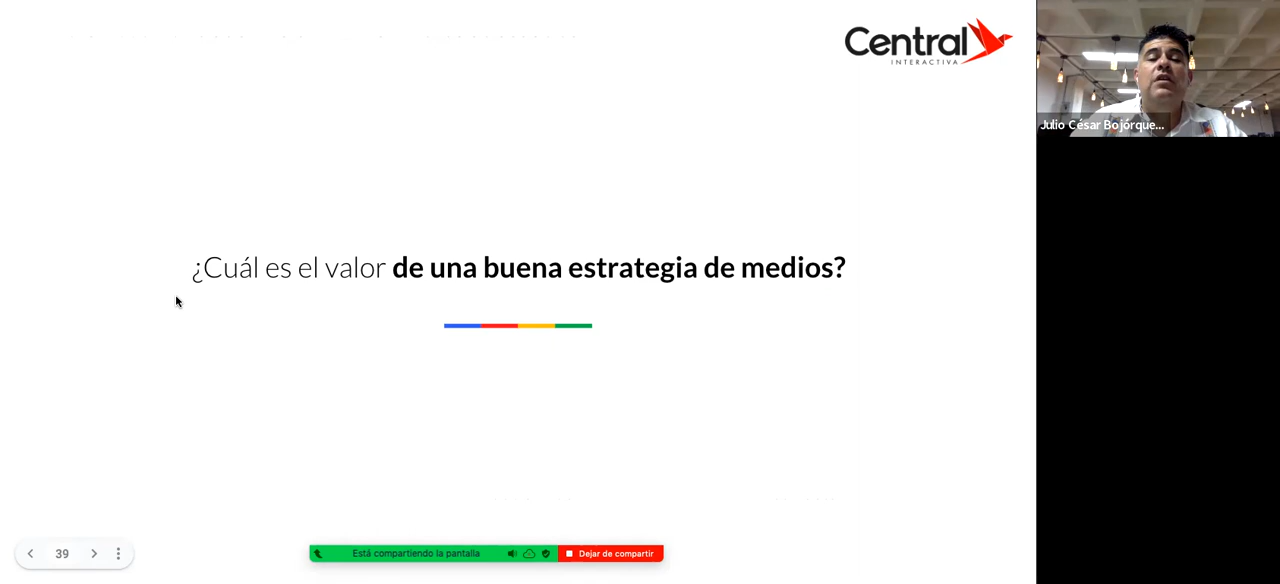 Central
INTERACTIVA
Julio César Bojórque...
¿Cuál es el valor de una buena estrategia de medios?
39
Está compartiendo la pantalla
Dejar de compartir